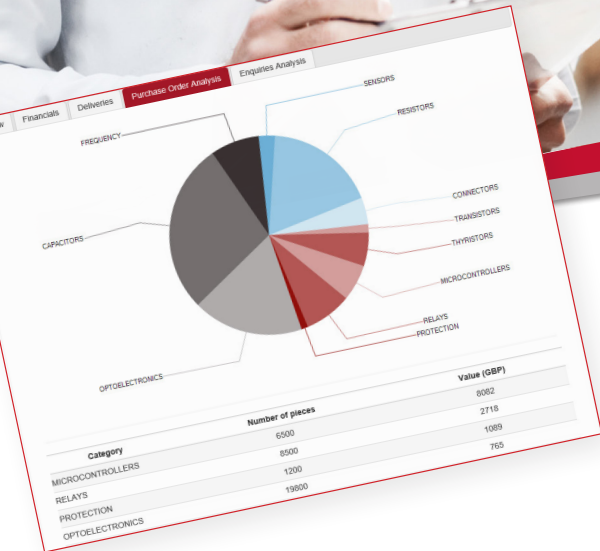 w Financials Deliveries Purchase Order Analysis Enquiries Analysis
SENSORS
RESISTORS
FREQUENCY
CONNECTORS
TRANSISTORS
CAPACITORS
THYRISTORS
MICROCONTROLLERS
RELAYS
PROTECTION
OPTOELECTRONICS
Category Number of pieces Value (GBP)
MICROCONTROLLERS 6500 8082
RELAYS 8500 2718
PROTECTION 1200 1089
OPTOELECTRONICS 19800 765